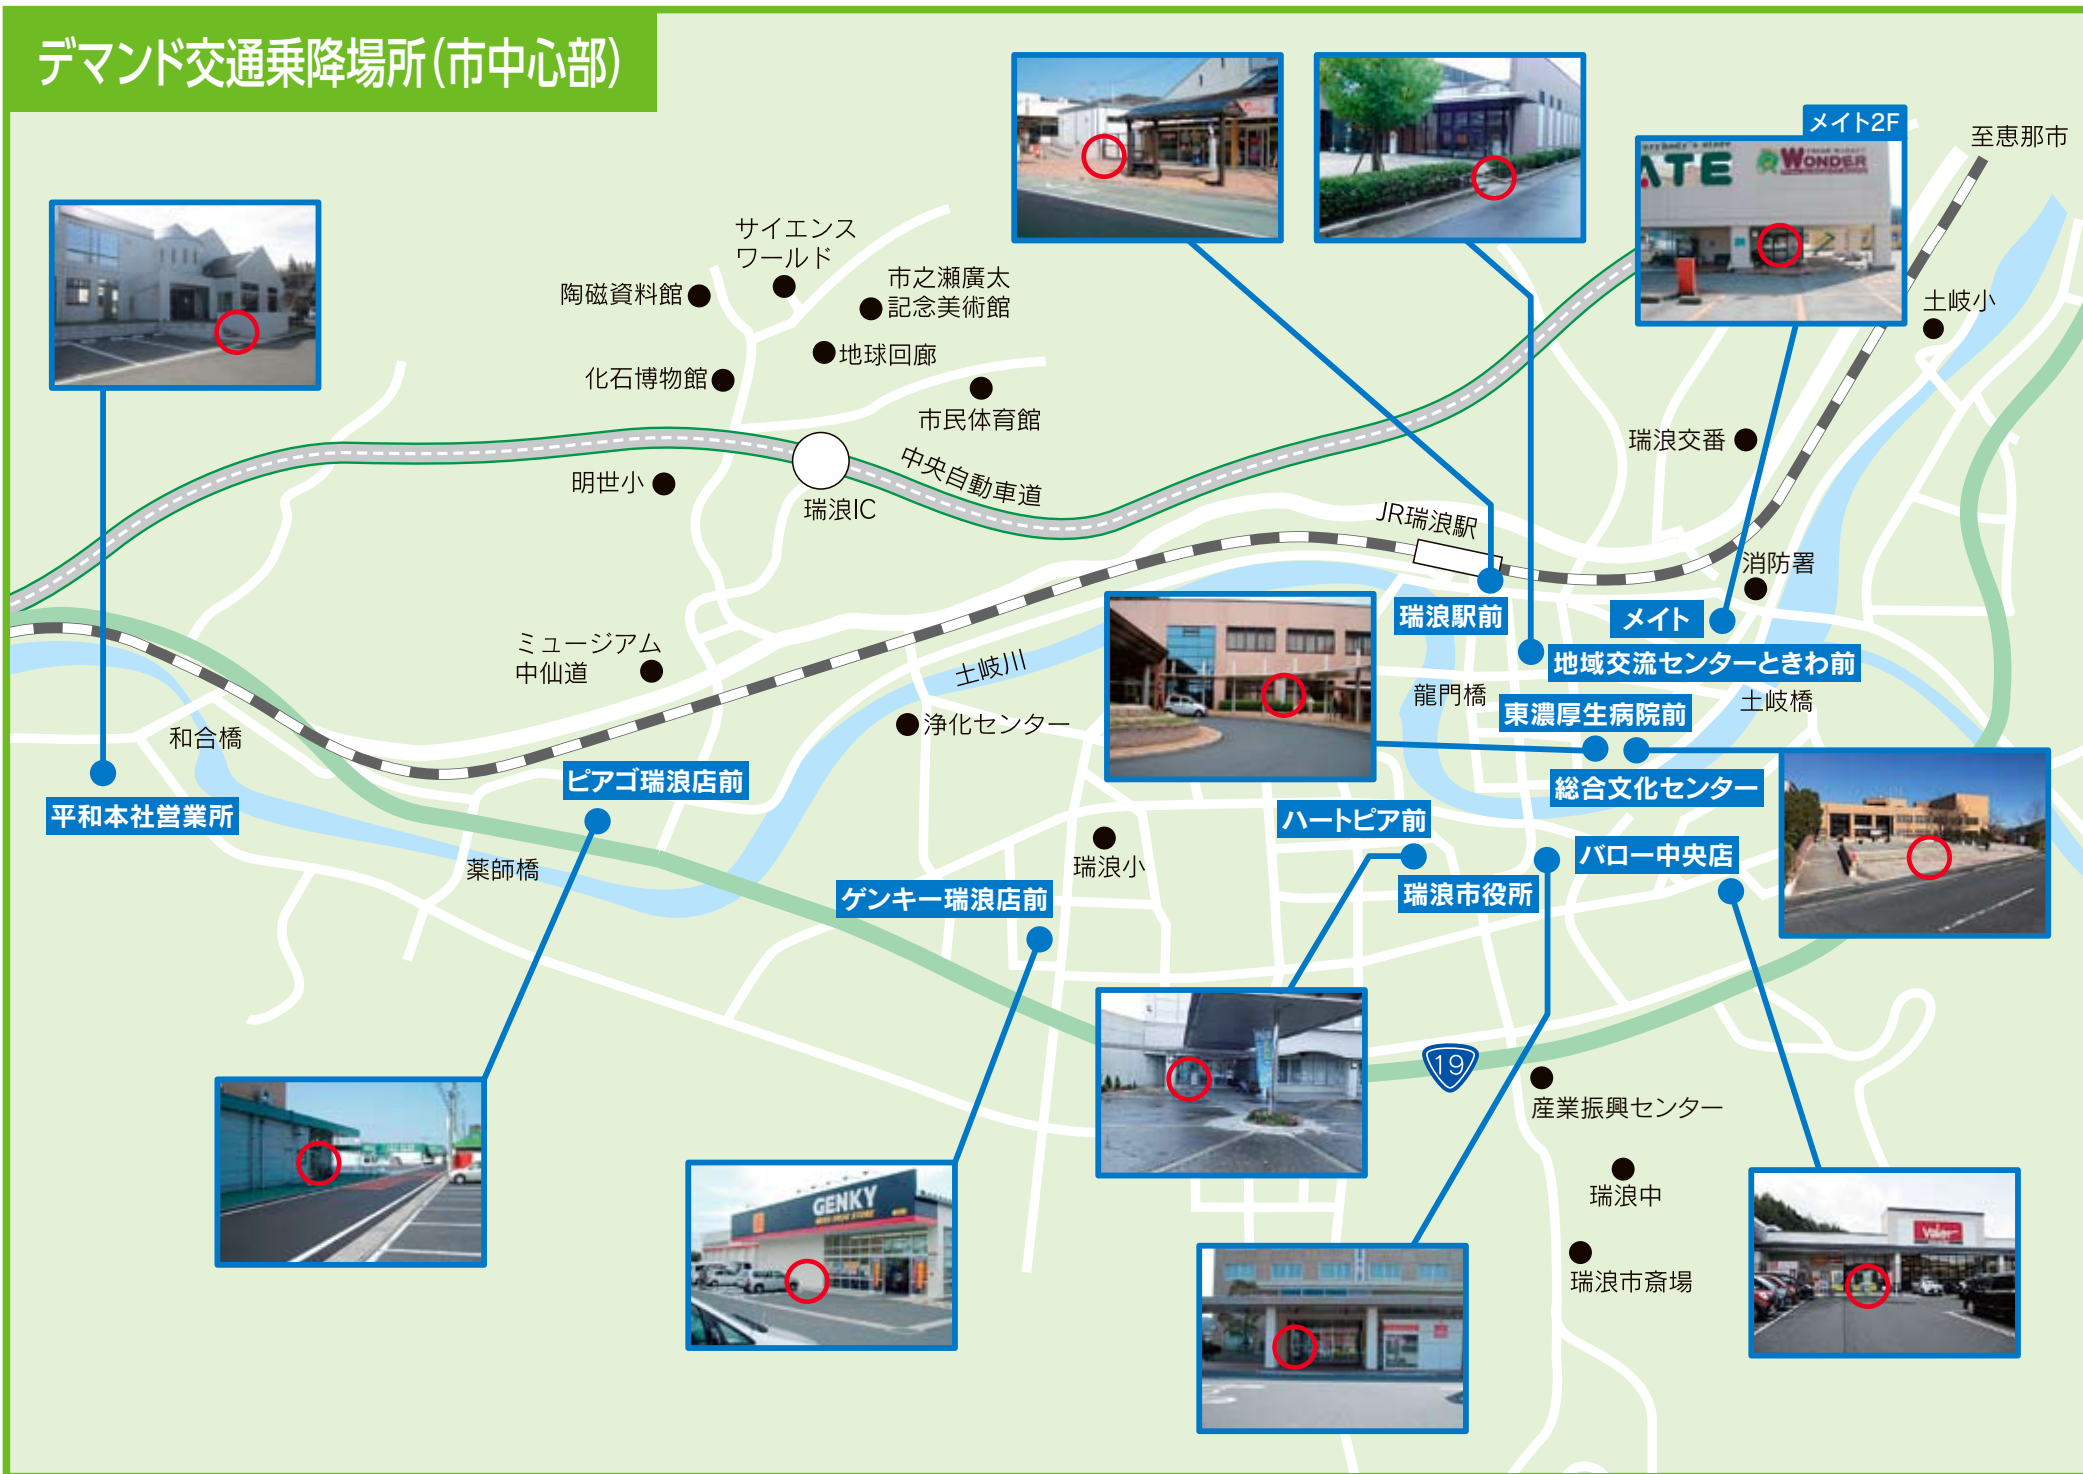 デマンド交通乗降場所(市中心部)
メイト2F
至恵那市
ATE
WONDER
サイエンス
ワールド
陶磁資料館
市之瀬廣太
記念美術館
地球回廊
化石博物館
市民体育館
土岐小
瑞浪交番
中央自動車道
明世小
瑞浪IC
JR瑞浪駅
消防署
瑞浪駅前
メイト
地域交流センターときわ前
ミュージアム
中仙道
土岐川
龍門橋
土岐橋
東濃厚生病院前
浄化センター
和合橋
ピアゴ瑞浪店前
総合文化センター
平和本社営業所
ハートピア前
バロー中央店
薬師橋
瑞浪小
ゲンキー瑞浪店前
瑞浪市役所
19
産業振興センター
瑞浪中
GENKY
Valor
瑞浪市斎場